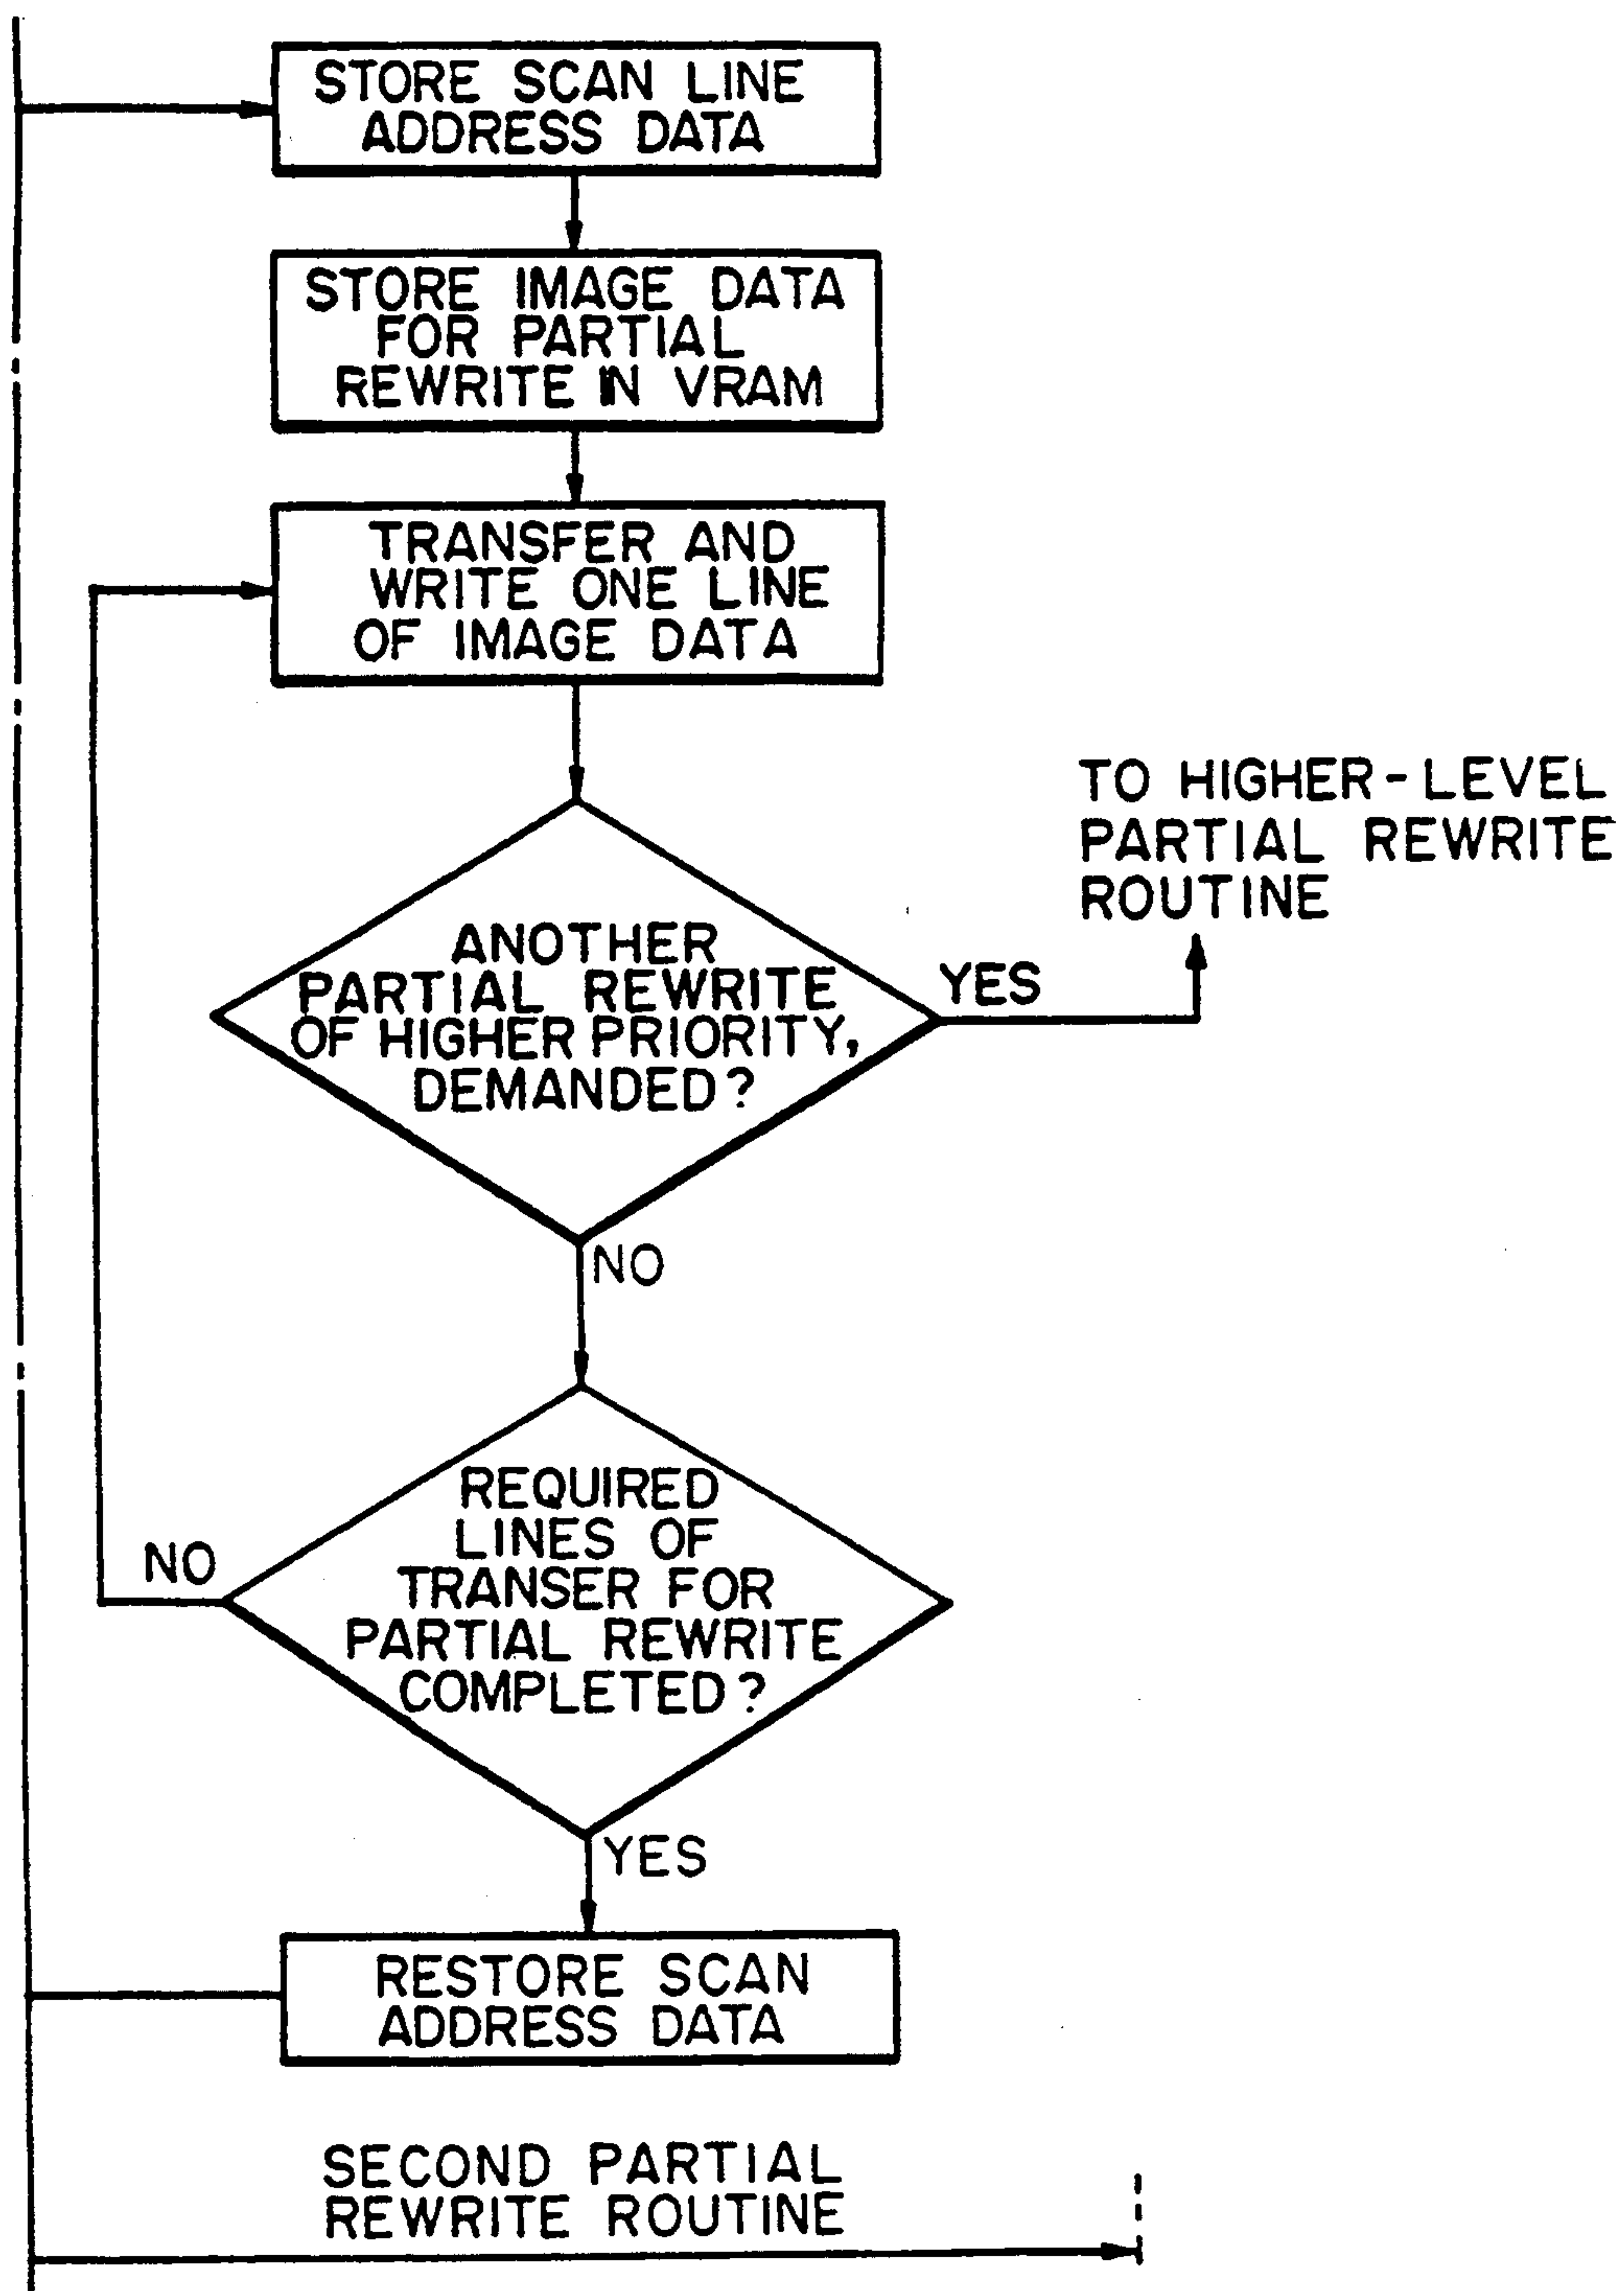 STORE SCAN LINE
ADDRESS DATA
STORE IMAGE DATA
FOR PARTIAL
REWRITE IN VRAM
TRANSFER AND
WRITE ONE LINE
OF IMAGE DATA
TO HIGHER-LEVEL
PARTIAL REWRITE
ROUTINE
ANOTHER
PARTIAL REWRITE
OF HIGHER PRIORITY,
DEMANDED?
YES
NO
REQUIRED
LINES OF
TRANSER FOR
PARTIAL REWRITE
COMPLETED?
NO
YES
RESTORE SCAN
ADDRESS DATA
SECOND PARTIAL
REWRITE ROUTINE